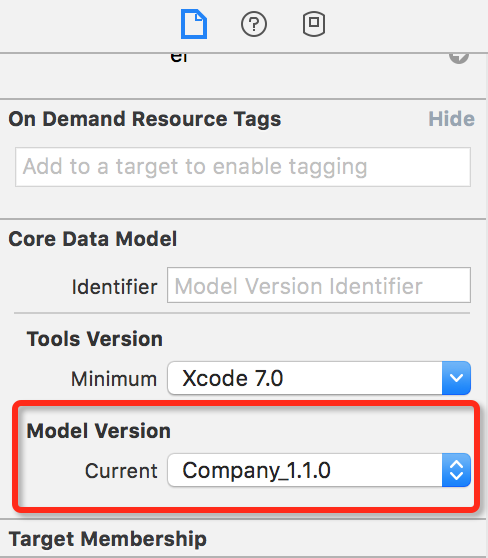 el
On Demand Resource Tags Hide
Add to a target to enable tagging
Core Data Model
Identifier Model Version Identifier
Tools Version
Minimum Xcode 7.0
Model Version
Current Company_1.1.0
Target Membership